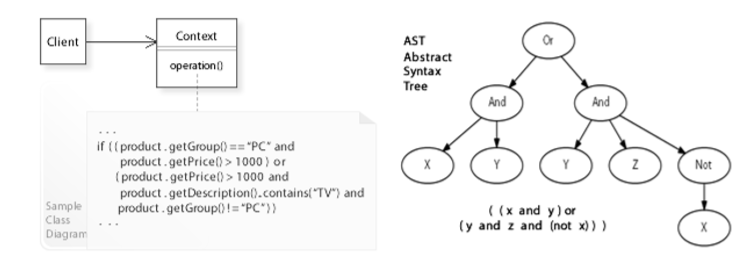 Client
Context
operation()
...
if ((product.getGroup()=="PC" and
product.getPrice()> 1000) or
(product.getPrice()> 1000 and
product.getDescription().contains("TV") and
product.getGroup()!="PC"))
...
Sample
Class
Diagram
AST
Abstract
Syntax
Tree
Or
And
And
X
Y
Y
Z
Not
X
((x and y) or
(y and z and (not x)))